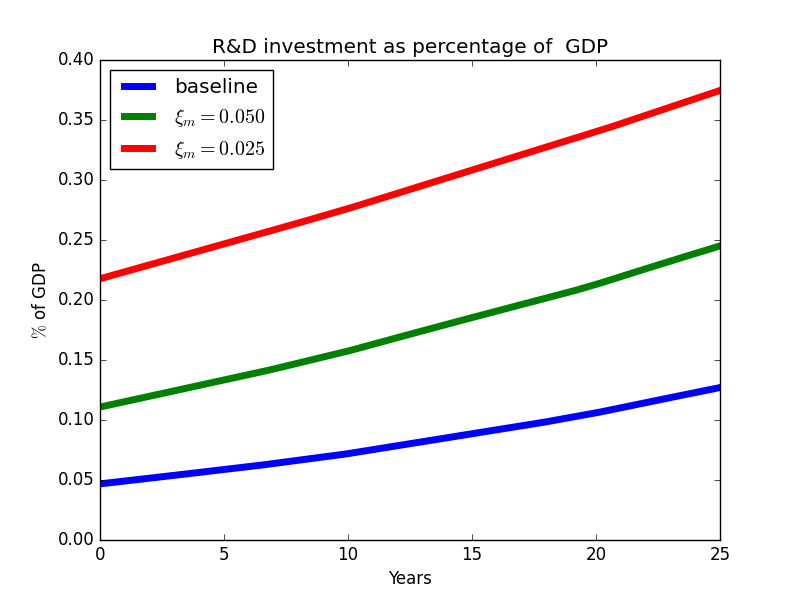 R&D investment as percentage of  GDP
baseline
ξₘ = 0.050
ξₘ = 0.025
0.40
0.35
0.30
0.25
0.20
0.15
0.10
0.05
0.00
% of GDP
0 5 10 15 20 25
Years